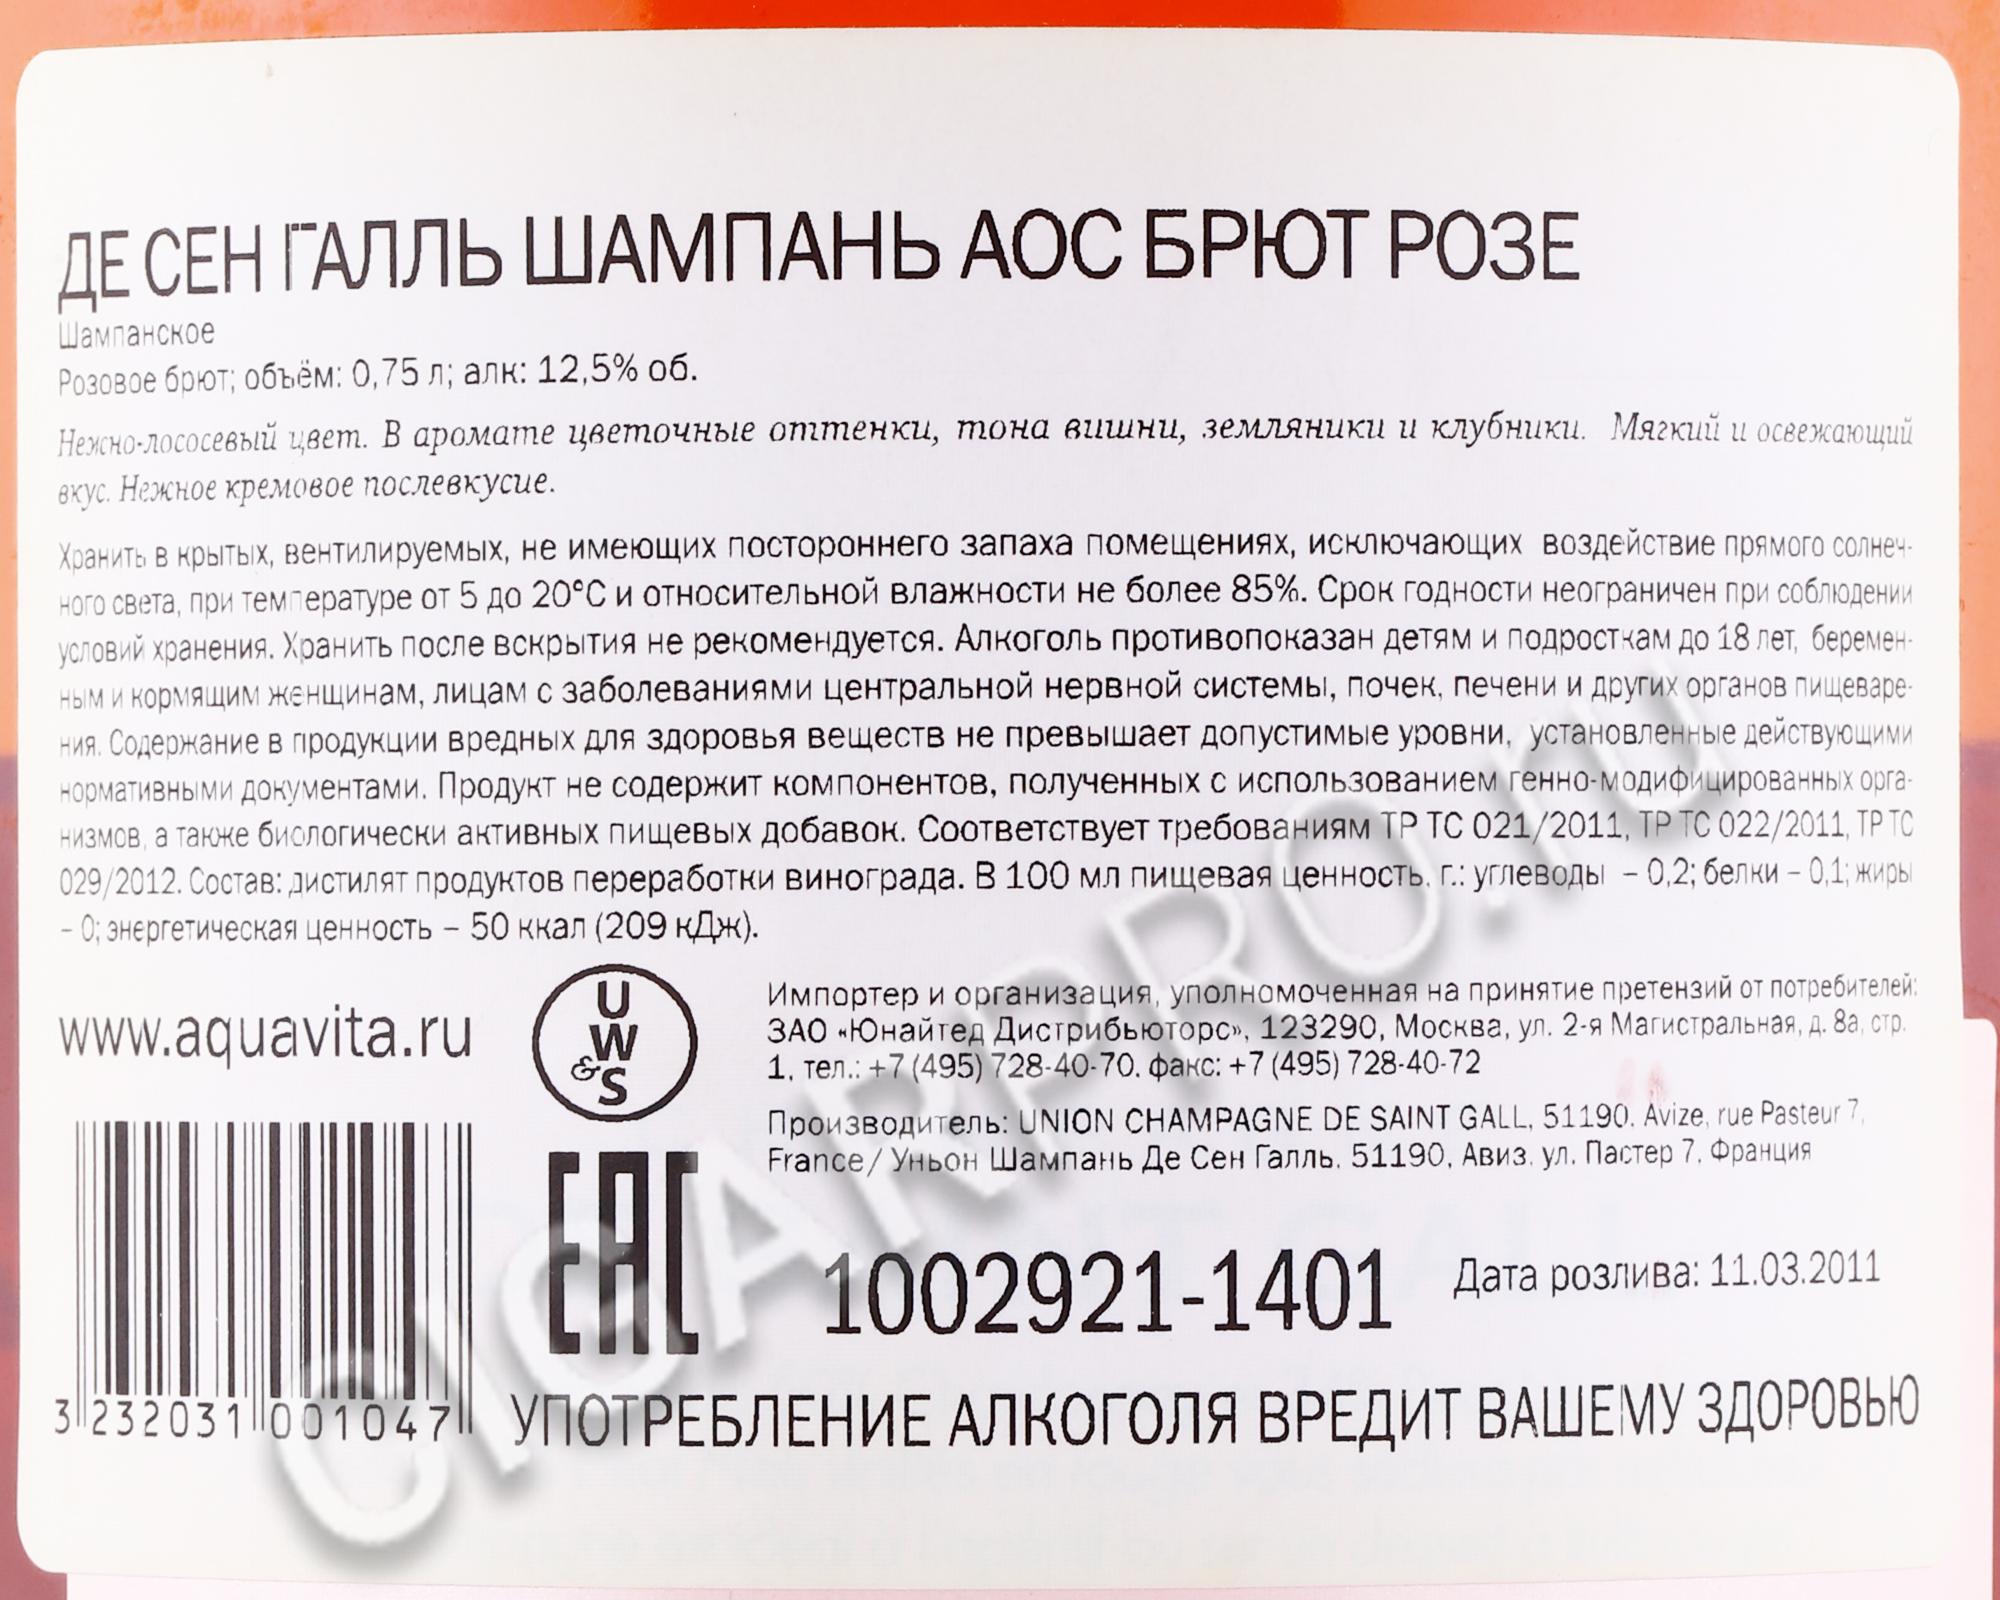 ДЕ СЕН ГАЛЛЬ ШАМПАНЬ АОС БРЮТ РОЗЕ
Шампанское
Розовое брют; объём: 0,75 л; алк: 12,5% об.
Нежно-лососевый цвет. В аромате цветочные оттенки, тона вишни, земляники и клубники. Мягкий и освежающий
вкус. Нежное кремовое послевкусие.
Хранить в крытых, вентилируемых, не имеющих постороннего запаха помещениях, исключающих воздействие прямого солнеч-
ного света, при температуре от 5 до 20°С и относительной влажности не более 85%. Срок годности неограничен при соблюдении
условий хранения. Хранить после вскрытия не рекомендуется. Алкоголь противопоказан детям и подросткам до 18 лет, беремен-
ным и кормящим женщинам, лицам с заболеваниями центральной нервной системы, почек, печени и других органов пищеваре-
ния. Содержание в продукции вредных для здоровья веществ не превышает допустимые уровни, установленные действующими
нормативными документами. Продукт не содержит компонентов, полученных с использованием генно-модифицированных орга-
низмов, а также биологически активных пищевых добавок. Соответствует требованиям ТР ТС 021/2011, ТР ТС 022/2011, ТР ТС
029/2012. Состав: дистилят продуктов переработки винограда. В 100 мл пищевая ценность, г.: углеводы – 0,2; белки – 0,1; жиры
– 0; энергетическая ценность – 50 ккал (209 кДж).
www.aquavita.ru
U
W
&S
Импортер и организация, уполномоченная на принятие претензий от потребителей:
ЗАО «Юнайтед Дистрибьюторс», 123290, Москва, ул. 2-я Магистральная, д. 8а, стр.
1, тел.: +7 (495) 728-40-70, факс: +7 (495) 728-40-72
Производитель: UNION CHAMPAGNE DE SAINT GALL, 51190, Avize, rue Pasteur 7,
France/ Уньон Шампань Де Сен Галль, 51190, Авиз, ул. Пастер 7, Франция
EAC
1002921-1401
Дата розлива: 11.03.2011
3 232031 001047
УПОТРЕБЛЕНИЕ АЛКОГОЛЯ ВРЕДИТ ВАШЕМУ ЗДОРОВЬЮ
CIGARPRO.ru